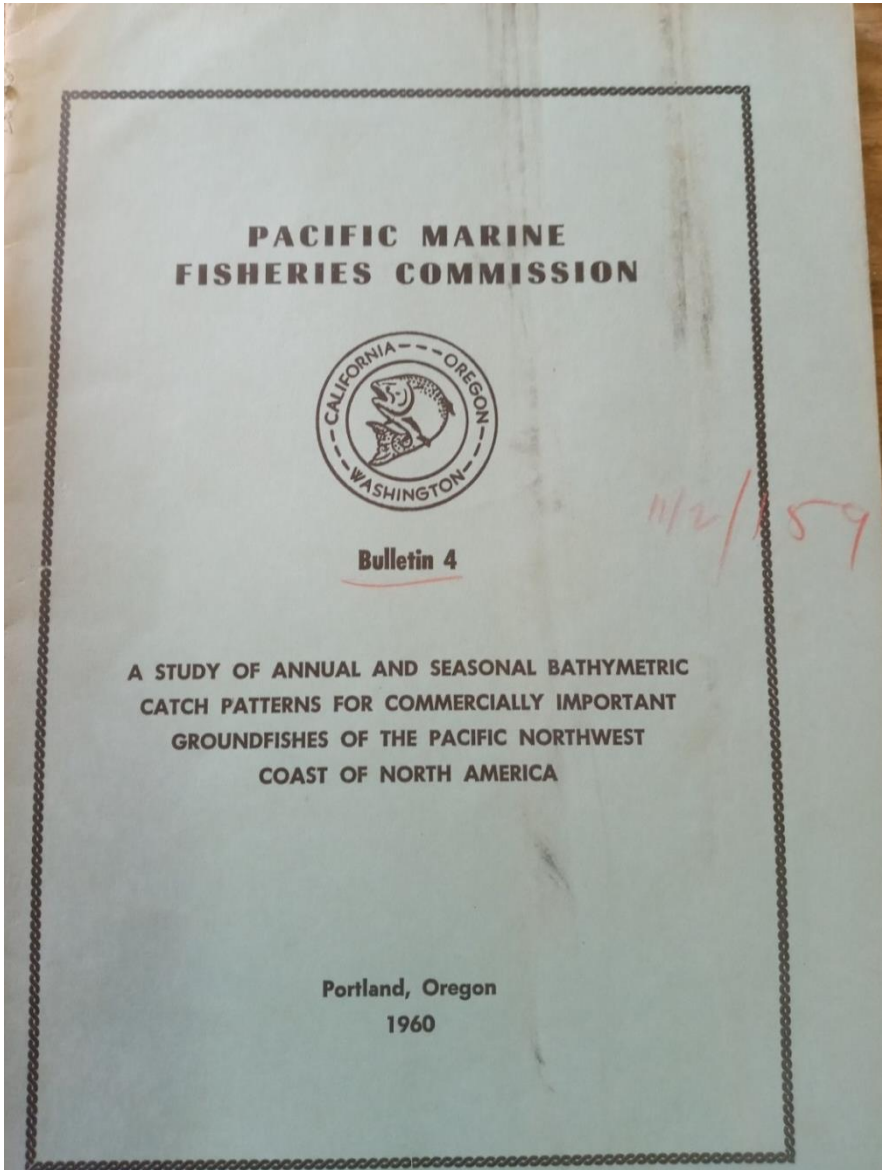 PACIFIC MARINE
FISHERIES COMMISSION
CALIFORNIA---OREGON---WASHINGTON---
Bulletin 4
11/2/159
A STUDY OF ANNUAL AND SEASONAL BATHYMETRIC
CATCH PATTERNS FOR COMMERCIALLY IMPORTANT
GROUNDFISHES OF THE PACIFIC NORTHWEST
COAST OF NORTH AMERICA
Portland, Oregon
1960